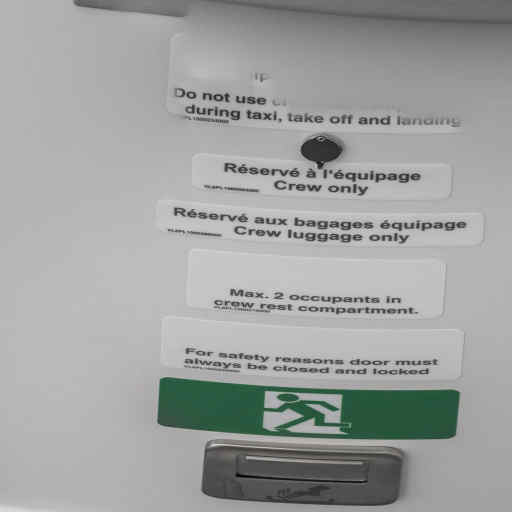 Do not use
during taxi, take off and landing
Réservé à l'équipage
Crew only
Réservé aux bagages équipage
Crew luggage only
Max. 2 occupants in
crew rest compartment.
For safety reasons door must
always be closed and locked